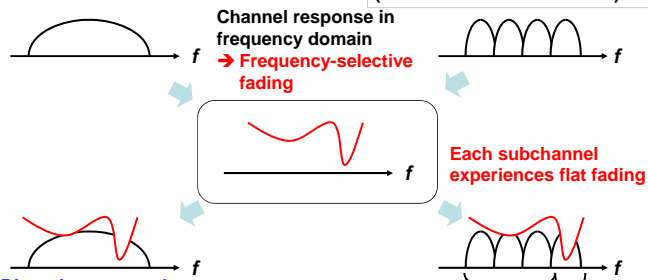 Channel response in
frequency domain
➔ Frequency-selective
fading
f
f
f
Each subchannel
experiences flat fading
f
f